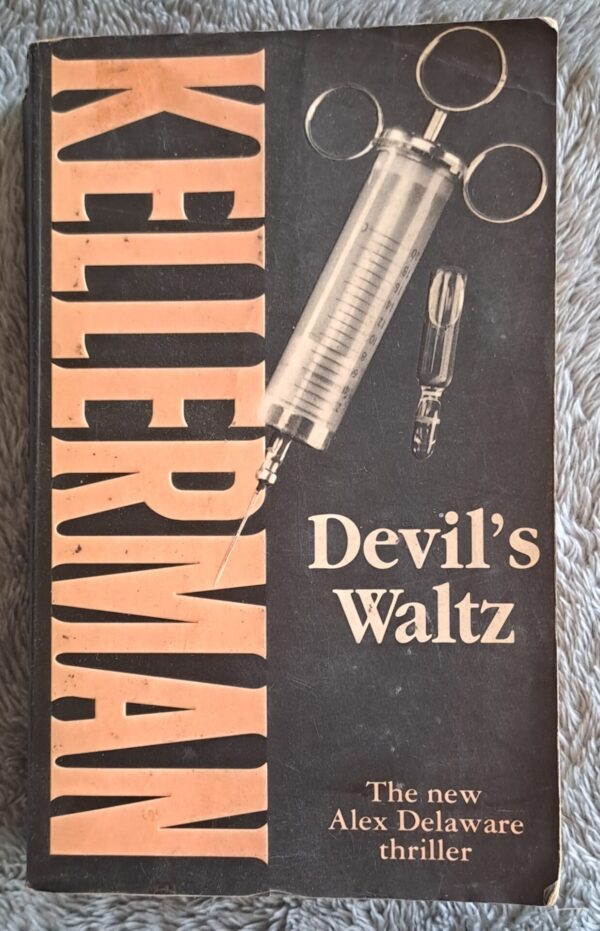 KELLERMAN
Devil's
Waltz
The new
Alex Delaware
thriller